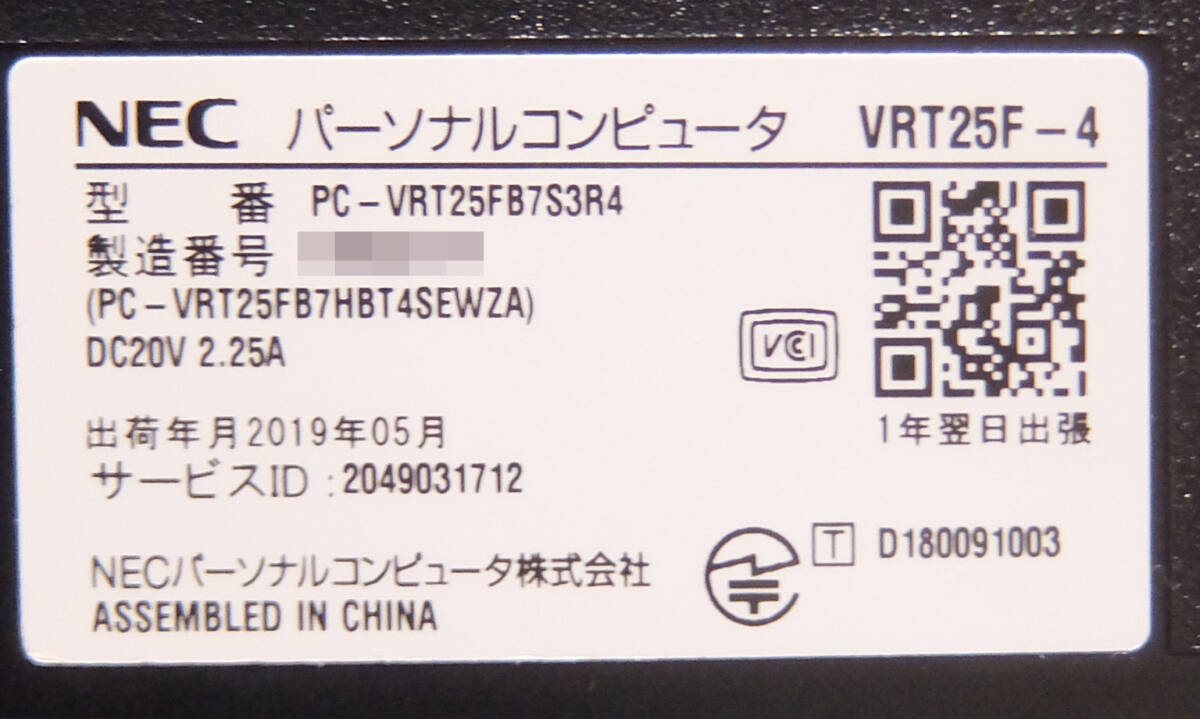 NEC パーソナルコンピュータ VRT25F-4
型番 PC-VRT25FB7S3R4
製造番号
(PC-VRT25FB7HBT4SEWZA)
DC20V 2.25A
VCI
出荷年月2019年05月
1年翌日出張
サービスID:2049031712
T D180091003
NECパーソナルコンピュータ株式会社
ASSEMBLED IN CHINA